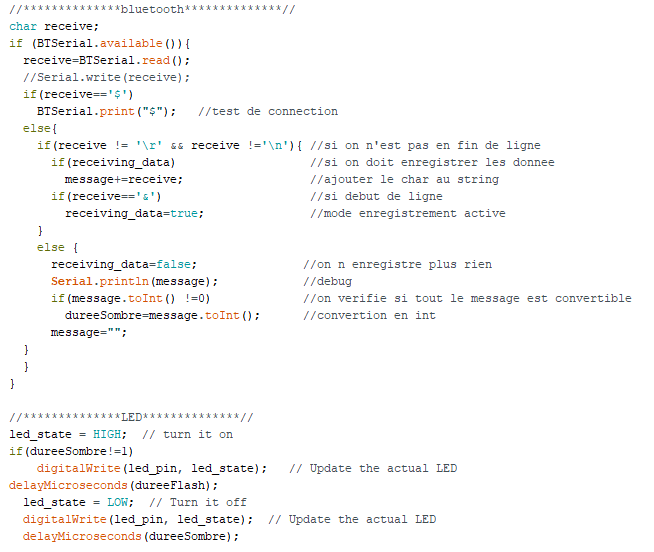 //**************bluetooth**************//
char receive;
if (BTSerial.available()){
  receive=BTSerial.read();
  //Serial.write(receive);
  if(receive=='$')
    BTSerial.print("$");   //test de connection
  else{
    if(receive != '\r' && receive !='\n'){ //si on n'est pas en fin de ligne
      if(receiving_data)                   //si on doit enregistrer les donnee
        message+=receive;                  //ajouter le char au string
      if(receive=='&')                     //si debut de ligne
        receiving_data=true;               //mode enregistrement active
    }
    else {
      receiving_data=false;               //on n enregistre plus rien
      Serial.println(message);            //debug
      if(message.toInt() !=0)             //on verifie si tout le message est convertible
        dureeSombre=message.toInt();      //convertion en int
      message="";
  }
  }
}

//**************LED**************//
led_state = HIGH;  // turn it on
if(dureeSombre!=1)
    digitalWrite(led_pin, led_state);   // Update the actual LED
delayMicroseconds(dureeFlash);
  led_state = LOW;  // Turn it off
  digitalWrite(led_pin, led_state);  // Update the actual LED
  delayMicroseconds(dureeSombre);